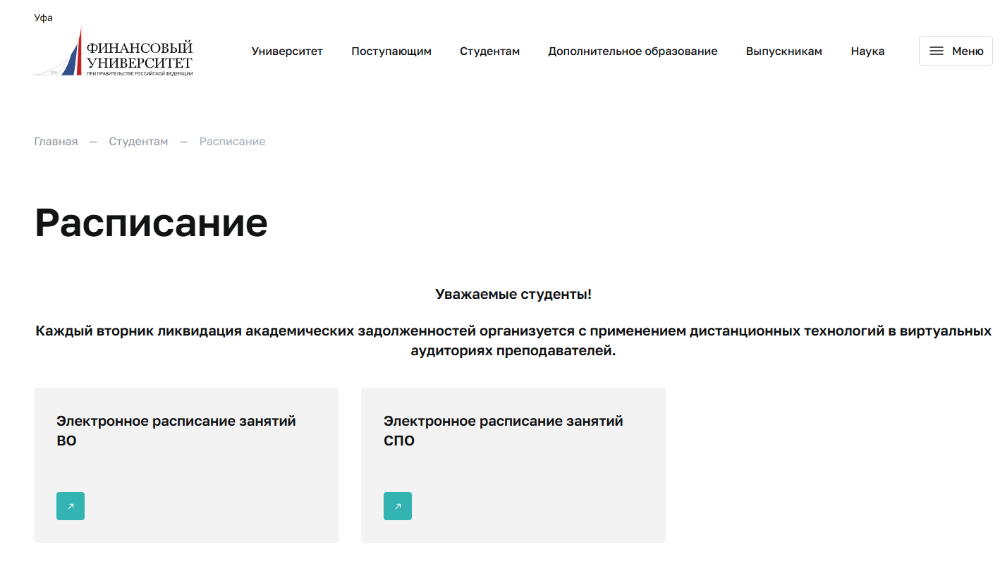 Уфа
ФИНАНСОВЫЙ
УНИВЕРСИТЕТ
ПРИ ПРАВИТЕЛЬСТВЕ РОССИЙСКОЙ ФЕДЕРАЦИИ
Университет Поступающим Студентам Дополнительное образование Выпускникам Наука Меню
Главная — Студентам — Расписание
Расписание
Уважаемые студенты!
Каждый вторник ликвидация академических задолженностей организуется с применением дистанционных технологий в виртуальных
аудиториях преподавателей.
Электронное расписание занятий
ВО
Электронное расписание занятий
СПО